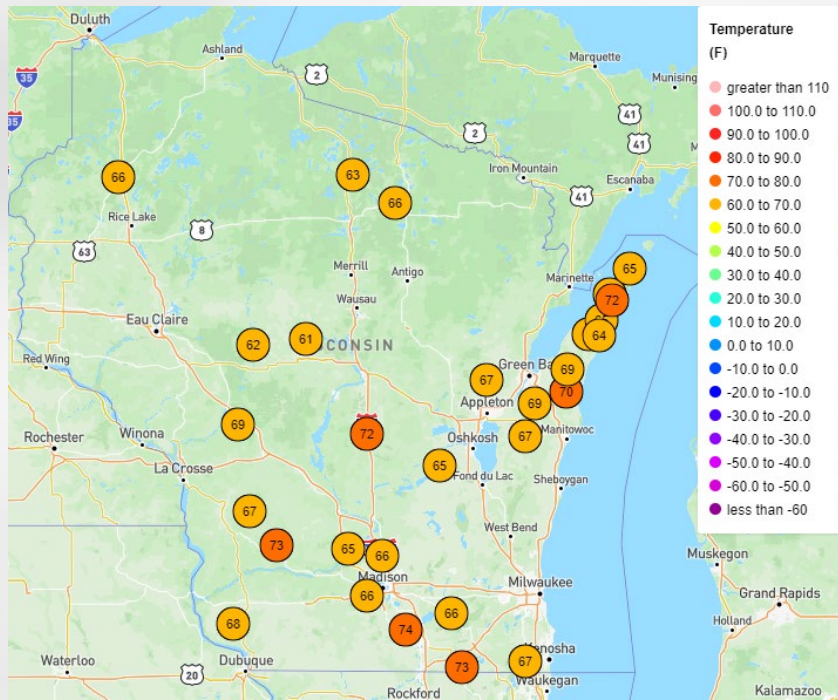 Duluth
Ashland
35
2
Marquette
Munising
35
41
2
41
66
63
Iron Mountain
66
Escanaba
41
Rice Lake
8
63
65
Merrill
Antigo
Marinette
72
Wausau
Eau Claire
64
62
61
CONSIN
Red Wing
Green Ba
69
67
70
Appleton
69
69
72
67
Manitowoc
Rochester
Winona
Oshkosh
La Crosse
65
Fond du Lac
Sheboygan
67
73
65
66
West Bend
Madison
Milwaukee
66
66
68
74
67
enosha
73
Waterloo
20
Dubuque
Waukegan
Rockford
Muskegon
Grand Rapids
Holland
Kalamazoo
Temperature
(F)
greater than 110
100.0 to 110.0
90.0 to 100.0
80.0 to 90.0
70.0 to 80.0
60.0 to 70.0
50.0 to 60.0
40.0 to 50.0
30.0 to 40.0
20.0 to 30.0
10.0 to 20.0
0.0 to 10.0
-10.0 to 0.0
-20.0 to -10.0
-30.0 to -20.0
-40.0 to -30.0
-50.0 to -40.0
-60.0 to -50.0
less than -60